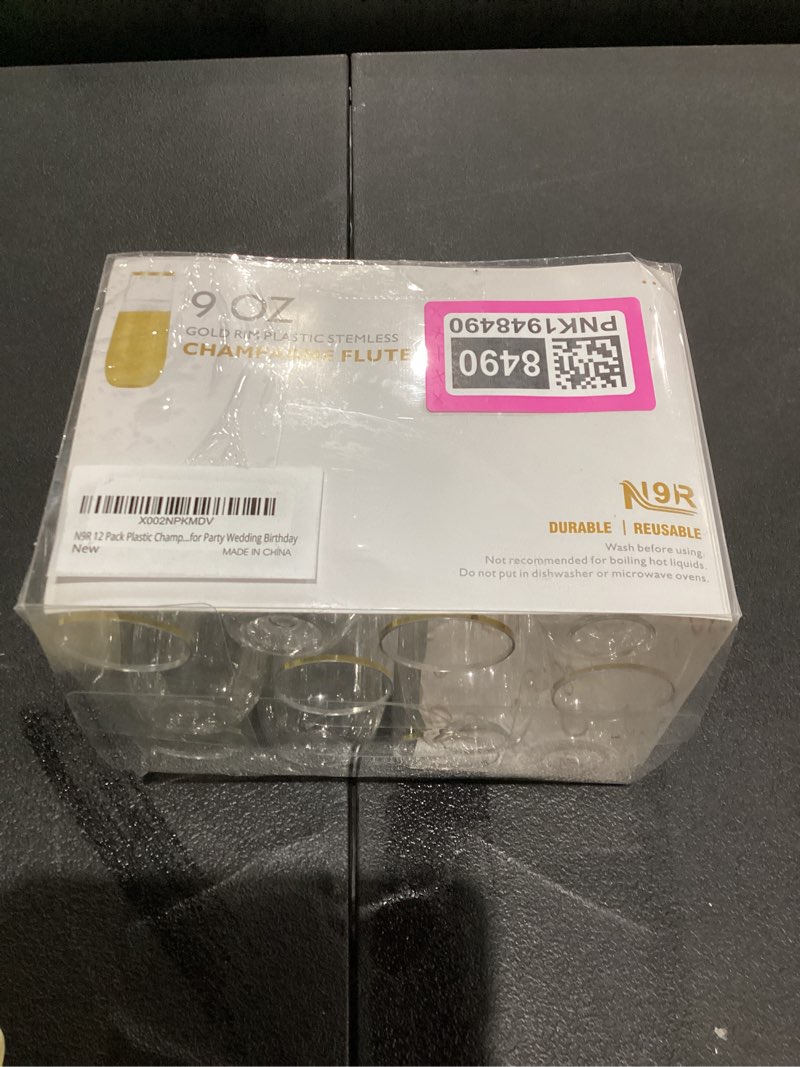 9 OZ
GOLD RIM PLASTIC STEMLESS
CHAMPAGNE FLUTE
PNK1948490
8490
X002NPKMDV
N9R 12 Pack Plastic Champ...for Party Wedding Birthday
New
MADE IN CHINA
N9R
DURABLE | REUSABLE
Wash before using.
Not recommended for boiling hot liquids.
Do not put in dishwasher or microwave ovens.